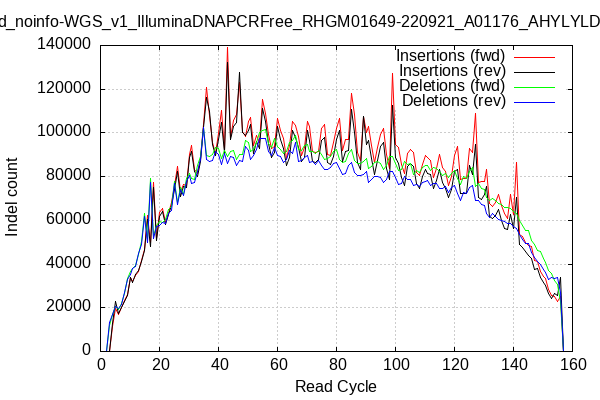 d_noinfo-WGS_v1_IlluminaDNAPCRFree_RHGM01649-220921_A01176_AHYLYLD
Insertions (fwd)
Insertions (rev)
Deletions (fwd)
Deletions (rev)
140000
120000
100000
80000
60000
40000
20000
0
Indel count
0 20 40 60 80 100 120 140 160
Read Cycle